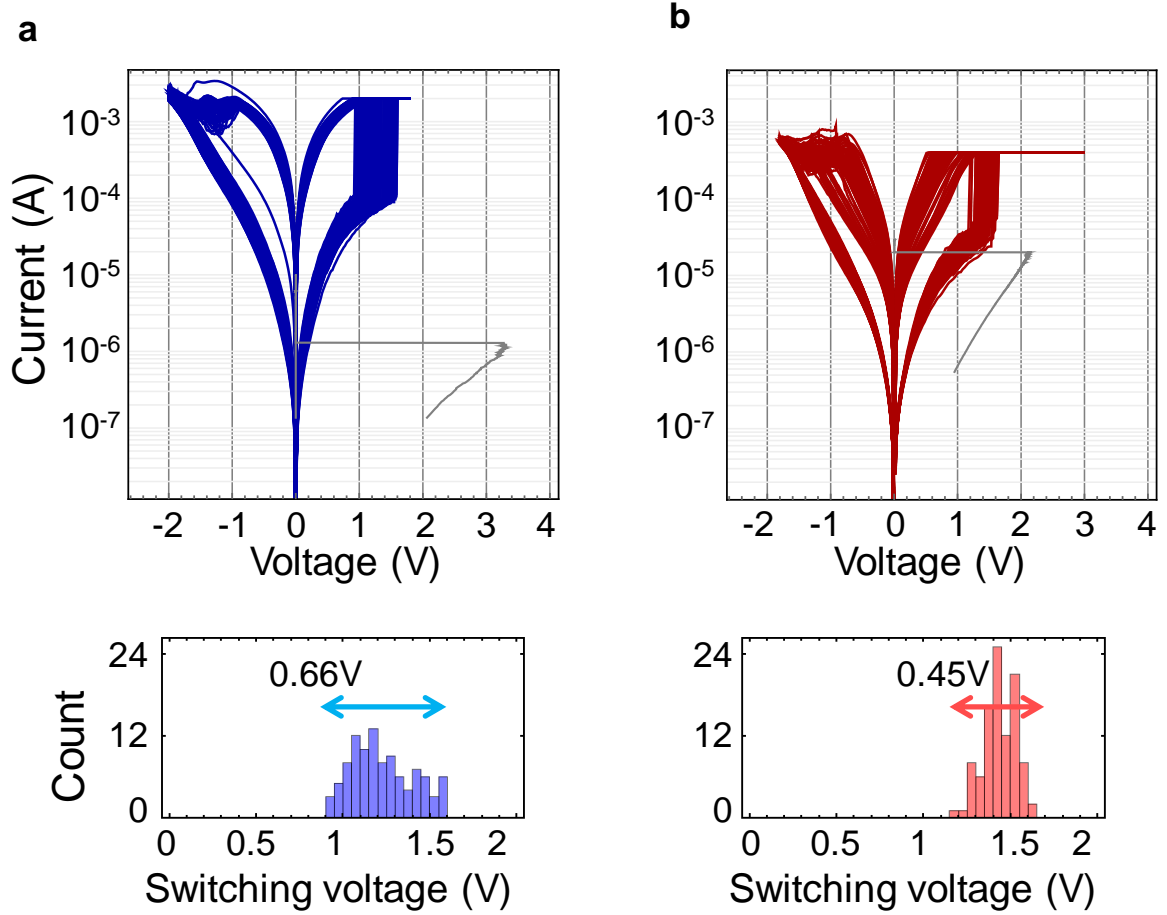 a
b
Current (A)
10-3
10-4
10-5
10-6
10-7
-2 -1 0 1 2 3 4
Voltage (V)
10-3
10-4
10-5
10-6
10-7
-2 -1 0 1 2 3 4
Voltage (V)
Count
24
12
0
0.66V
0 0.5 1 1.5 2
Switching voltage (V)
24
12
0
0.45V
0 0.5 1 1.5 2
Switching voltage (V)